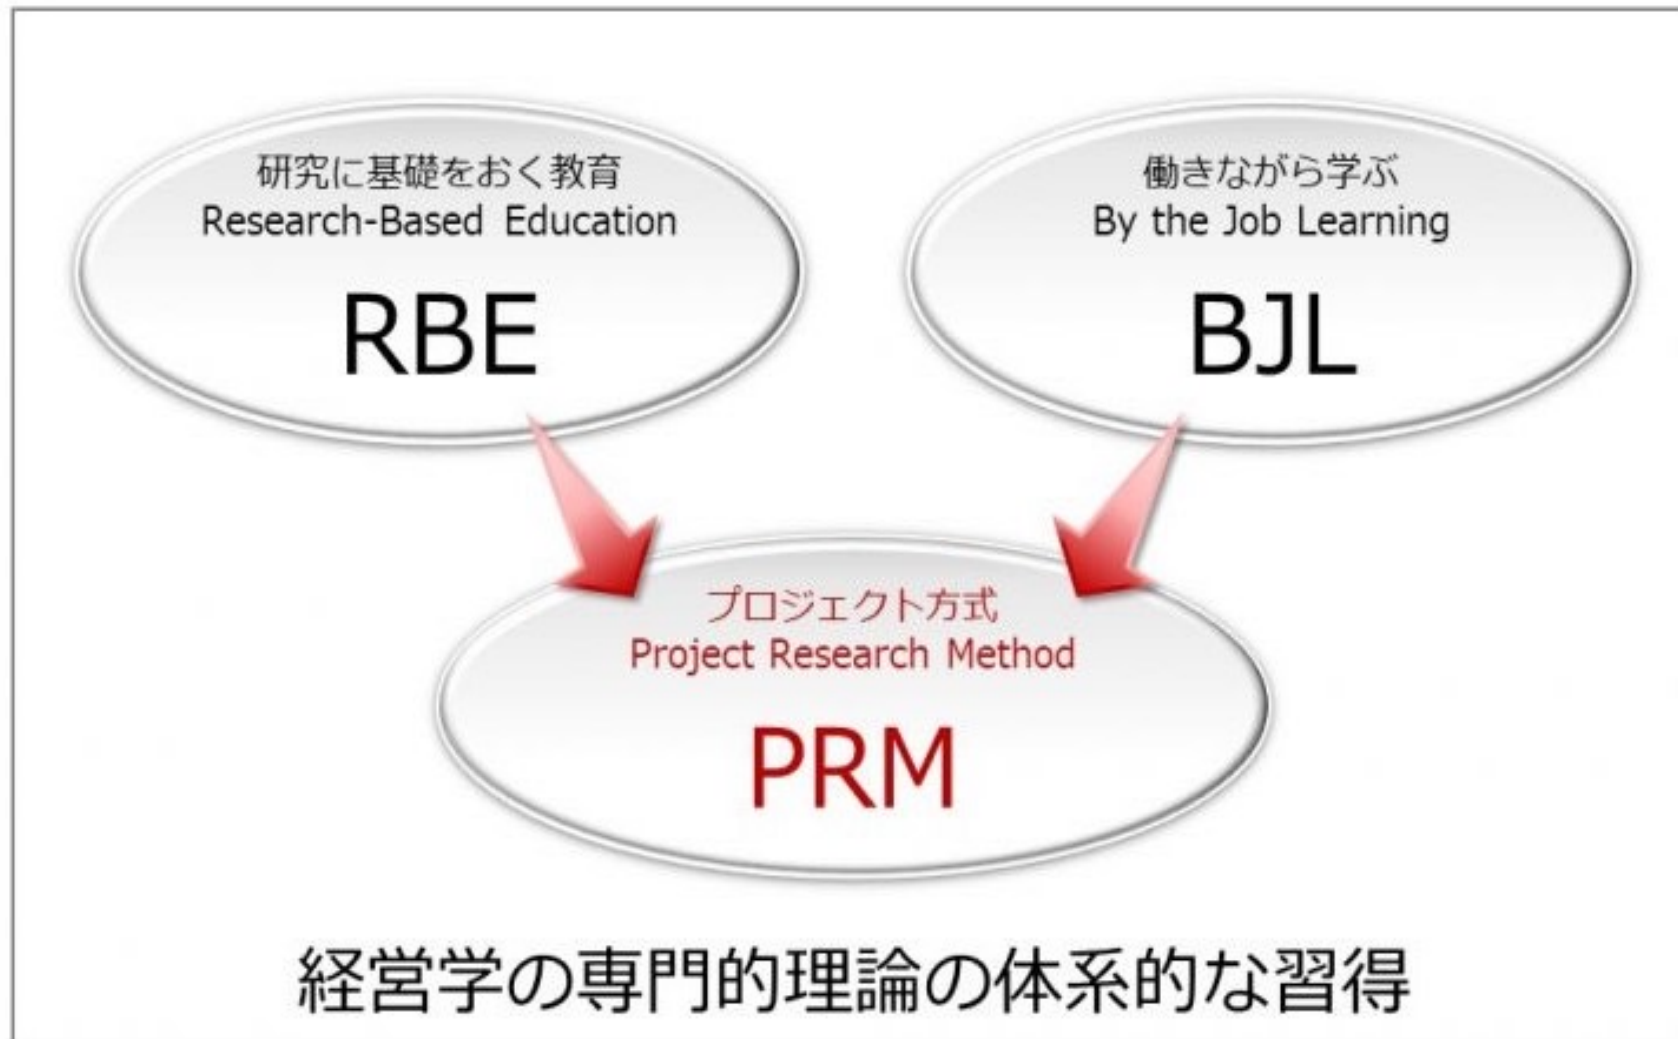 研究に基礎をおく教育
Research-Based Education
RBE
働きながら学ぶ
By the Job Learning
BJL
プロジェクト方式
Project Research Method
PRM
経営学の専門的理論の体系的な習得